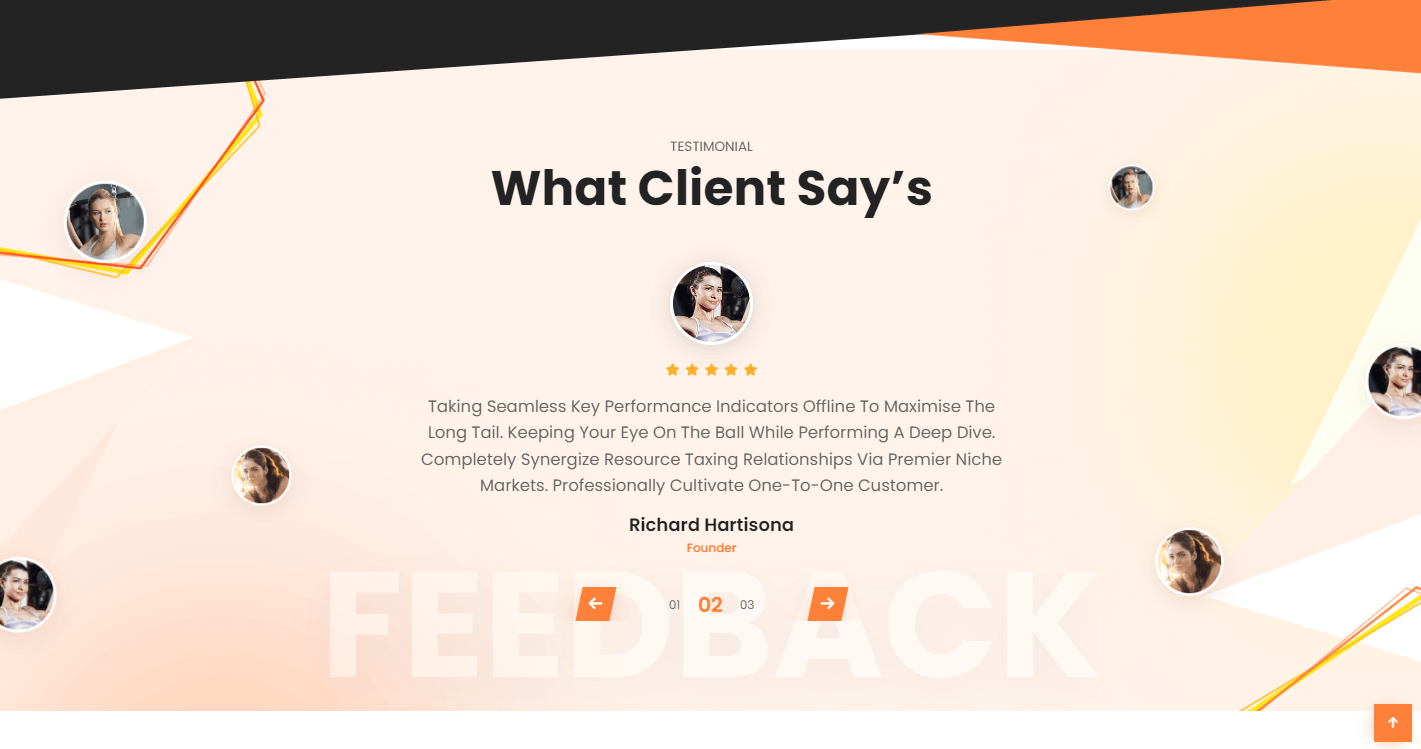 TESTIMONIAL
What Client Say’s
Taking Seamless Key Performance Indicators Offline To Maximise The
Long Tail. Keeping Your Eye On The Ball While Performing A Deep Dive.
Completely Synergize Resource Taxing Relationships Via Premier Niche
Markets. Professionally Cultivate One-To-One Customer.
Richard Hartisona
Founder
FEEDBACK
01 02 03